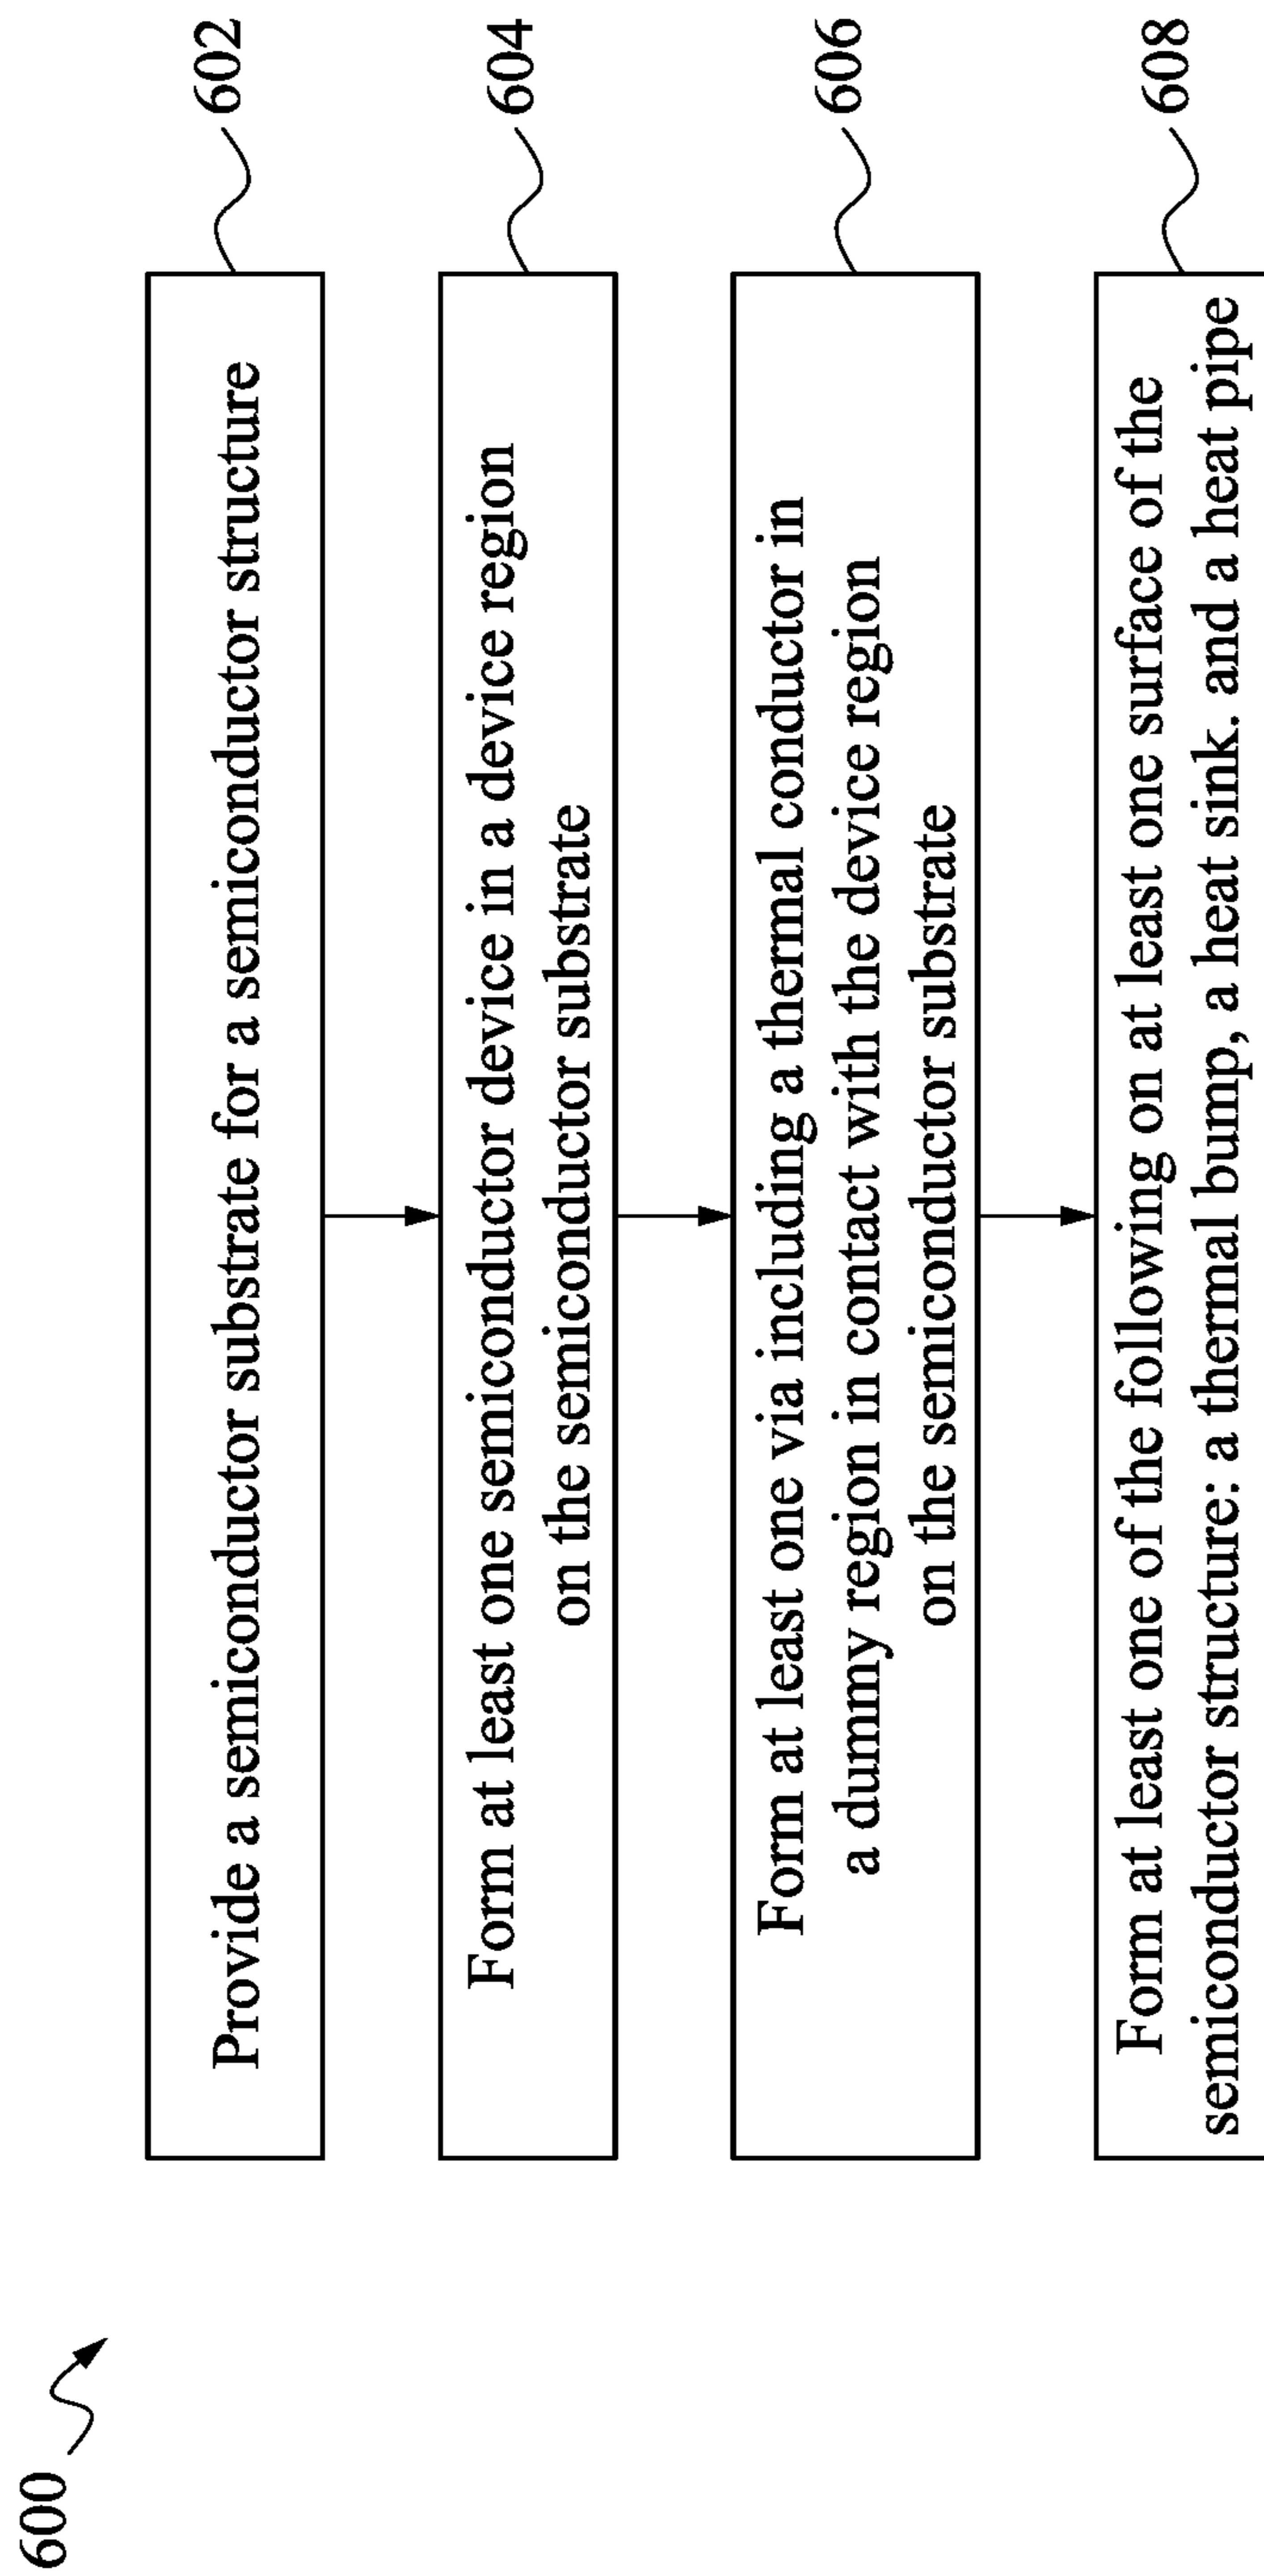 600
Provide a semiconductor substrate for a semiconductor structure
602
Form at least one semiconductor device in a device region
on the semiconductor substrate
604
Form at least one via including a thermal conductor in
a dummy region in contact with the device region
on the semiconductor substrate
606
Form at least one of the following on at least one surface of the
semiconductor structure: a thermal bump, a heat sink. and a heat pipe
608